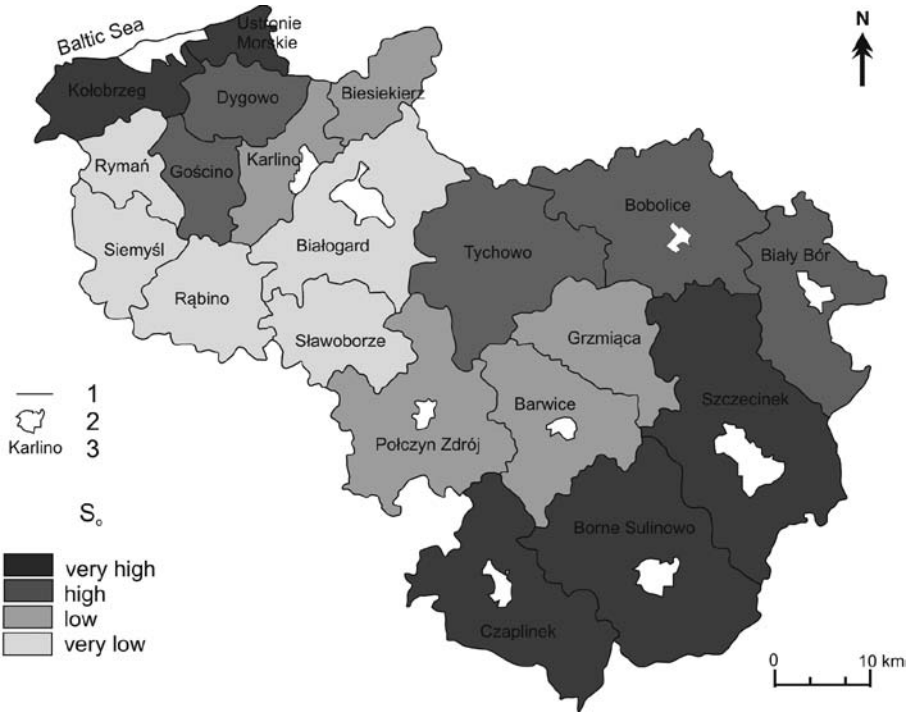 Baltic Sea
Ustronie
Morskie
N
Kołobrzeg
Dygowo
Biesiekierz
Rymań
Gościno
Karlino
Bobolice
Siemyśl
Białogard
Tychowo
Biały Bór
Rąbino
Sławoborze
Grzmiąca
1
2
Karlino 3
Połczyn Zdrój
Barwice
Szczecinek
S₀
Borne Sulinowo
very high
high
low
very low
Czaplinek
0 10 km